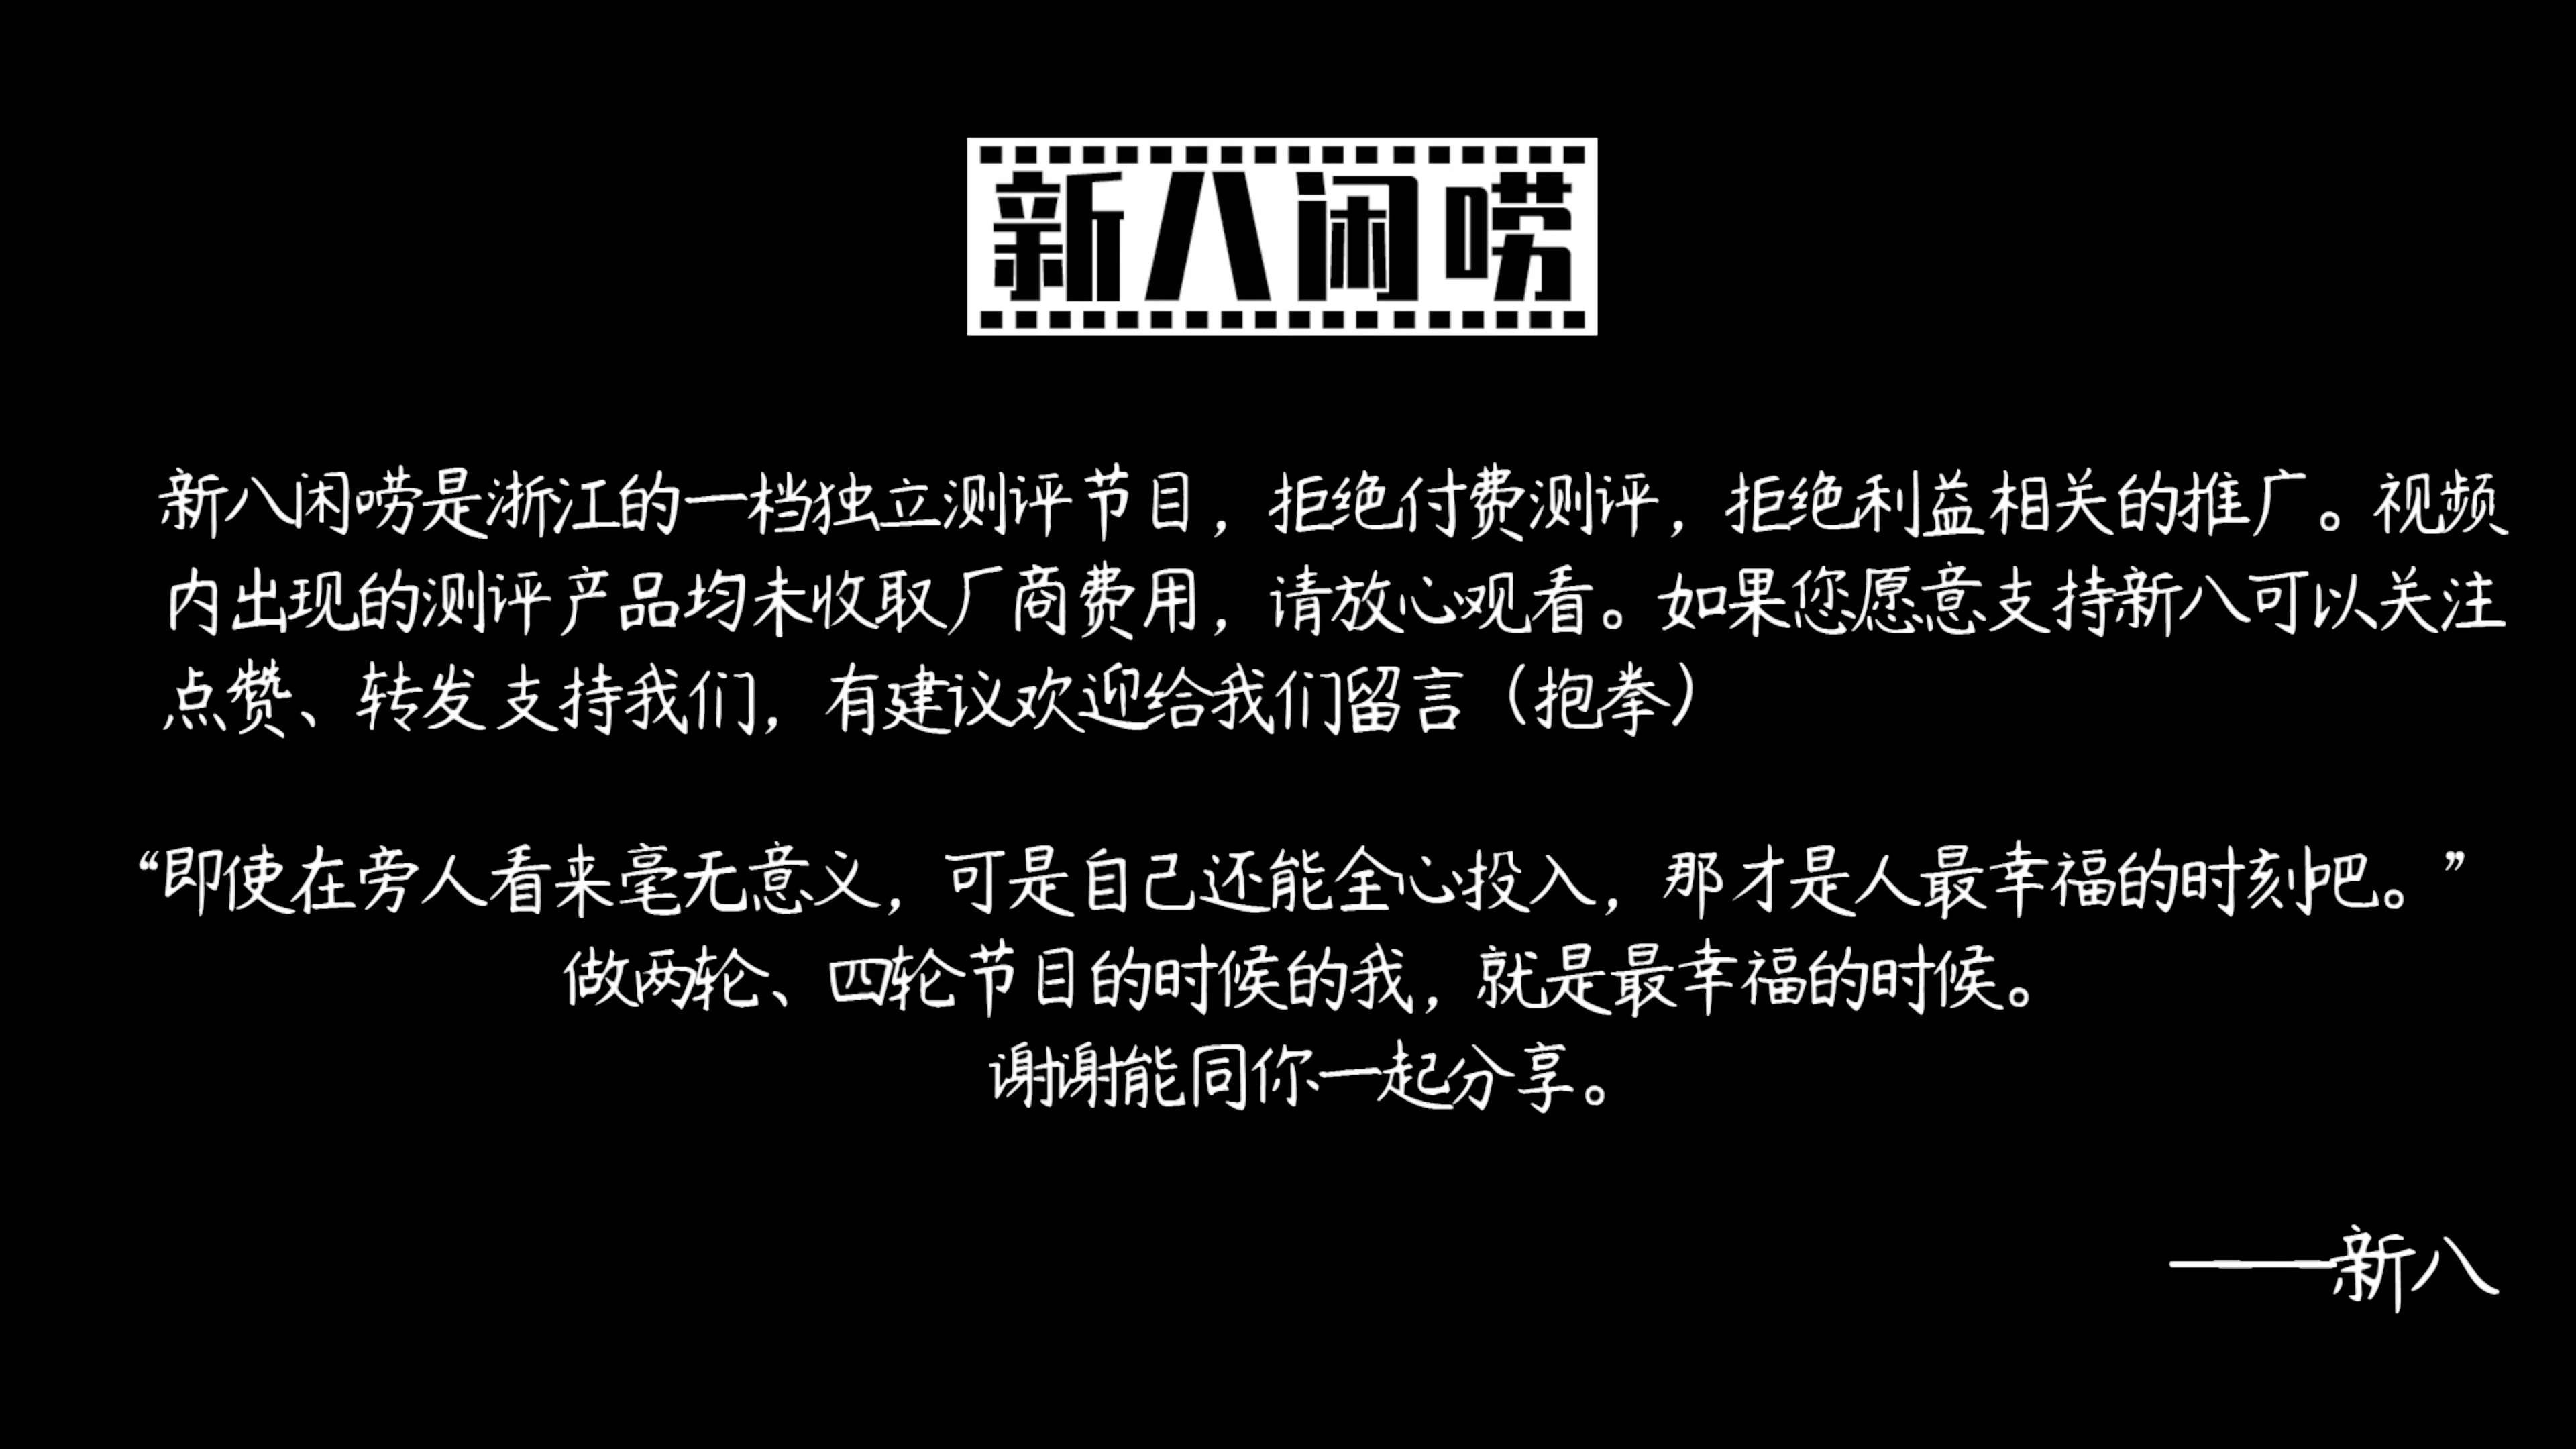 新八闲唠
新八闲唠是浙江的一档独立测评节目，拒绝付费测评，拒绝利益相关的推广。视频
内出现的测评产品均未收取厂商费用，请放心观看。如果您愿意支持新八可以关注
点赞、转发支持我们，有建议欢迎给我们留言（抱拳）
“即使在旁人看来毫无意义，可是自己还能全心投入，那才是人最幸福的时刻吧。”
做两轮、四轮节目的时候的我，就是最幸福的时候。
谢谢能同你一起分享。
——新八